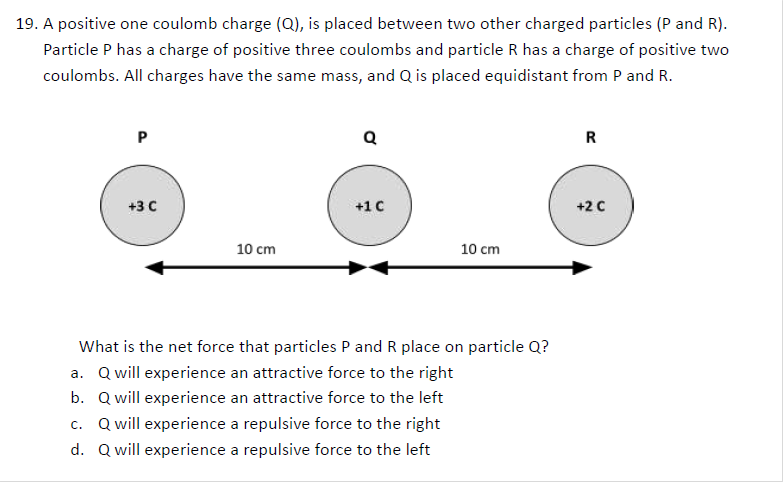 19. A positive one coulomb charge (Q), is placed between two other charged particles (P and R).
Particle P has a charge of positive three coulombs and particle R has a charge of positive two
coulombs. All charges have the same mass, and Q is placed equidistant from P and R.
P Q R
+3 C +1 C +2 C
10 cm 10 cm
What is the net force that particles P and R place on particle Q?
a. Q will experience an attractive force to the right
b. Q will experience an attractive force to the left
c. Q will experience a repulsive force to the right
d. Q will experience a repulsive force to the left